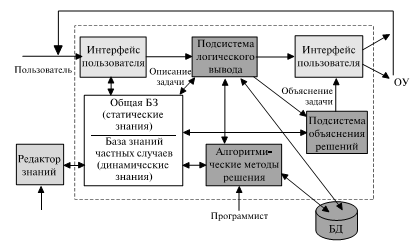 Интерфейс
пользователя
Подсистема
логического
вывода
Интерфейс
пользователя
Пользователь
Описание
задачи
Объяснение
задачи
ОУ
Общая БЗ
(статические
знания)
База знаний
частных случаев
(динамические
знания)
Подсистема
объяснения
решений
Редактор
знаний
Алгоритми-
ческие методы
решения
Программист
БД